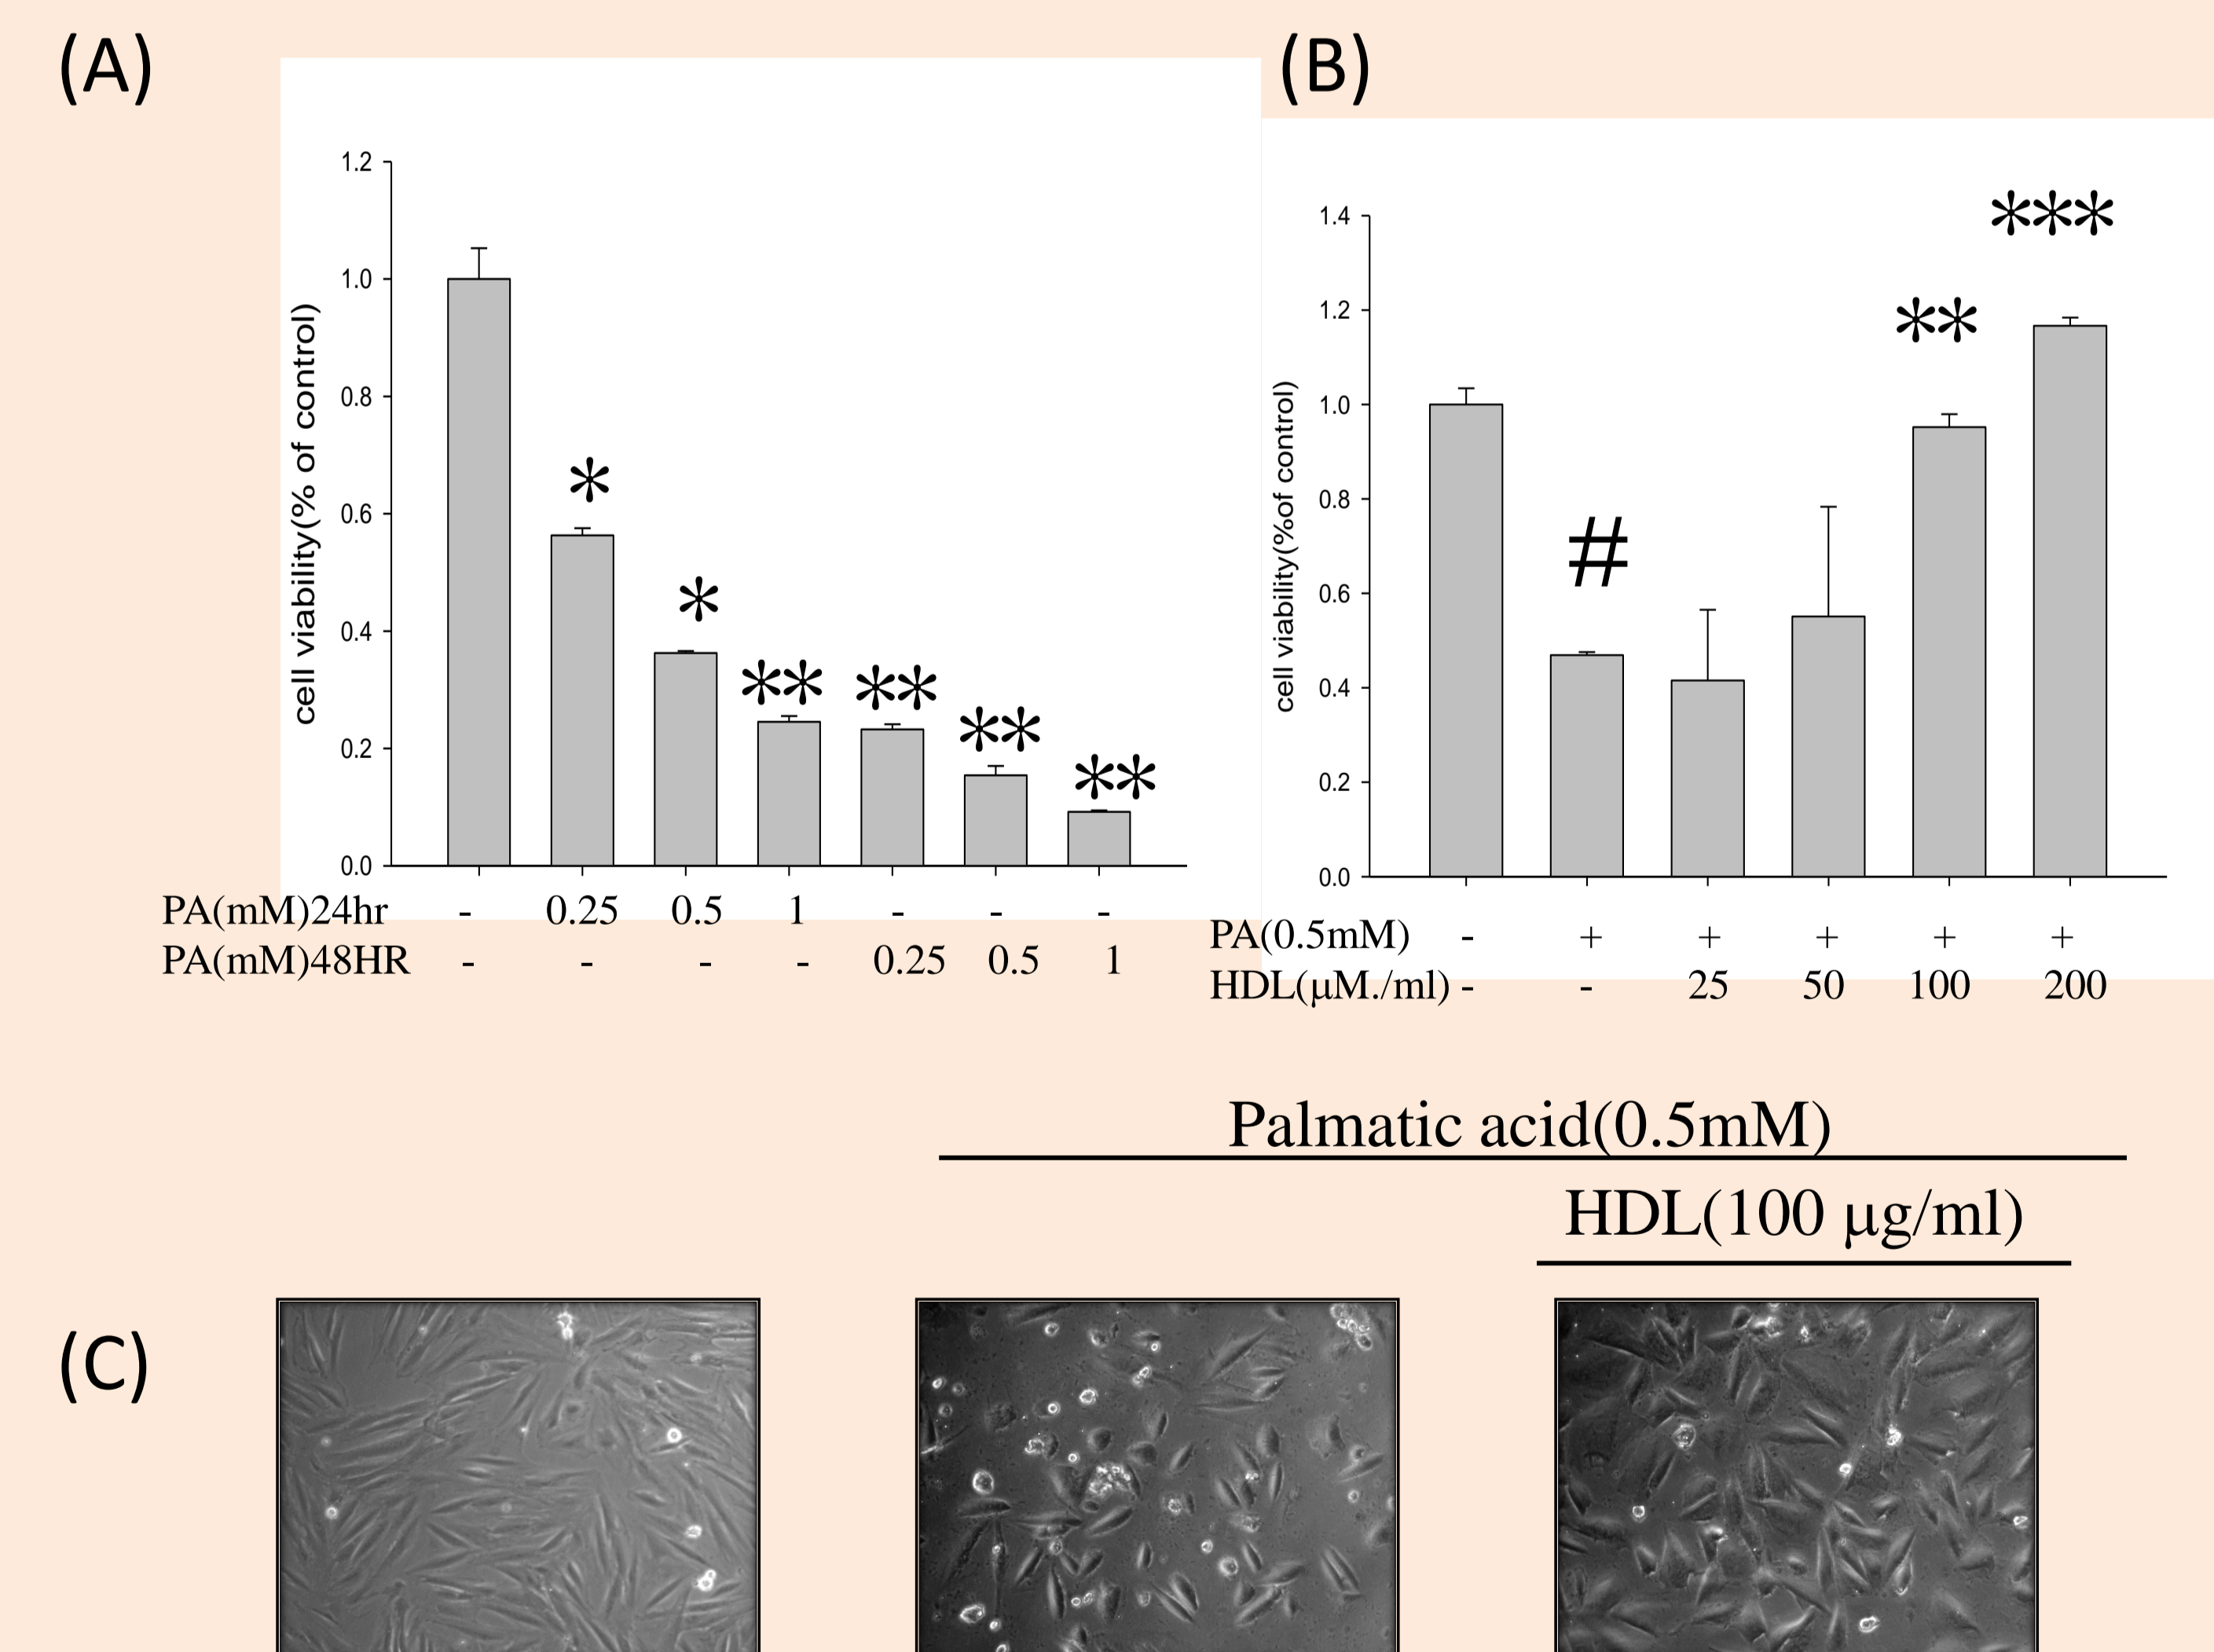 (A)
(B)
1.2
1.0
0.8
0.6
0.4
0.2
0.0
cell viability(% of control)
*
*
**
**
**
**
PA(mM)24hr - 0.25 0.5 1 - - -
PA(mM)48HR - - - - 0.25 0.5 1
1.4
1.2
1.0
0.8
0.6
0.4
0.2
0.0
cell viability(%of control)
#
**
***
PA(0.5mM) - + + + + +
HDL(μM./ml) - - 25 50 100 200
Palmatic acid(0.5mM)
HDL(100 μg/ml)
(C)